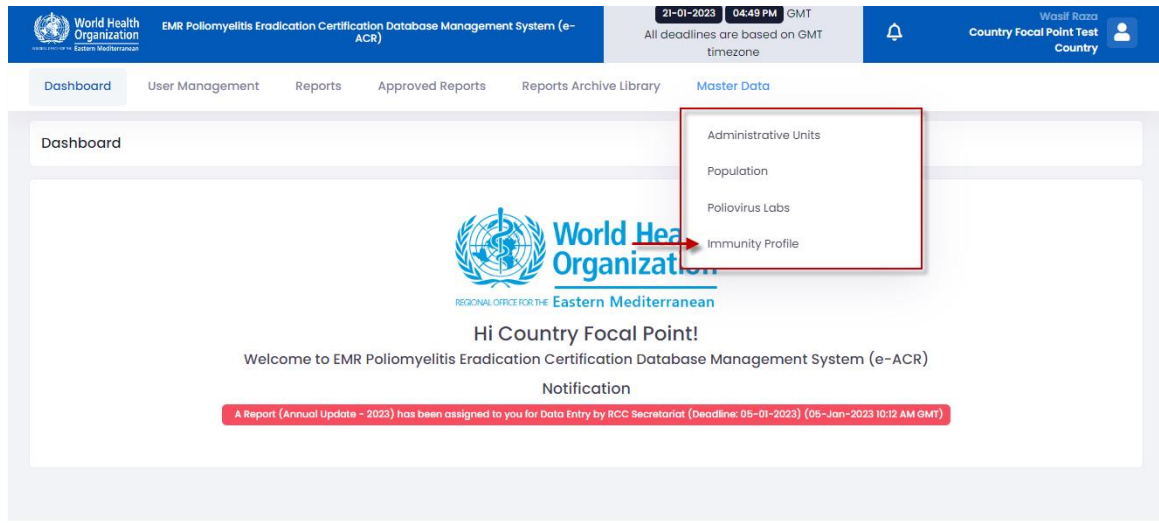 World Health
Organization
Eastern Mediterranean
EMR Poliomyelitis Eradication Certification Database Management System (e-
ACR)
21-01-2023 04:49 PM GMT
All deadlines are based on GMT
timezone
Wasif Raza
Country Focal Point Test
Country
Dashboard User Management Reports Approved Reports Reports Archive Library Master Data
Administrative Units
Population
Poliovirus Labs
Immunity Profile
Dashboard
World Hea
Organization
REGIONAL OFFICE FOR THE Eastern Mediterranean
Hi Country Focal Point!
Welcome to EMR Poliomyelitis Eradication Certification Database Management System (e-ACR)
Notification
A Report (Annual Update - 2023) has been assigned to you for Data Entry by RCC Secretariat (Deadline: 05-01-2023) (05-Jan-2023 10:12 AM GMT)